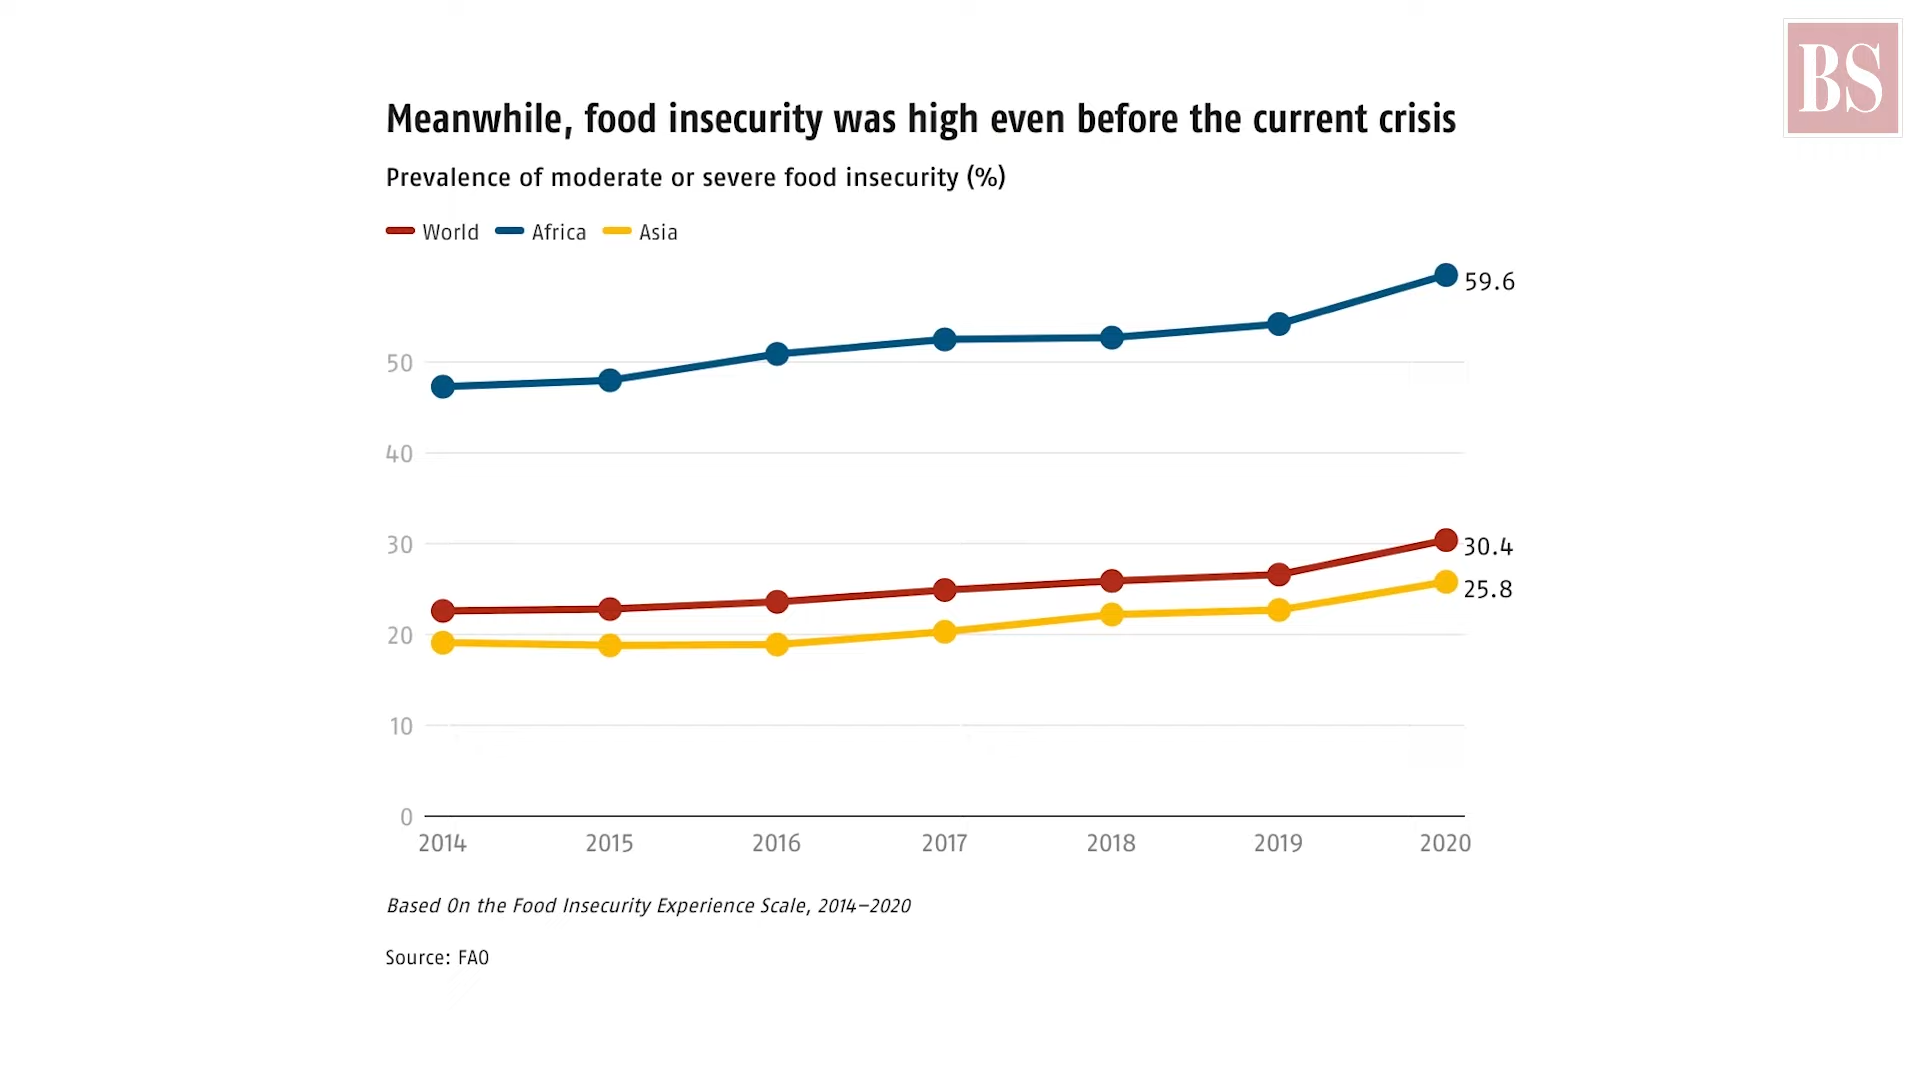 BS
Meanwhile, food insecurity was high even before the current crisis
Prevalence of moderate or severe food insecurity (%)
World Africa Asia
59.6
50
40
30
30.4
25.8
20
10
0
2014 2015 2016 2017 2018 2019 2020
Based On the Food Insecurity Experience Scale, 2014–2020
Source: FAO